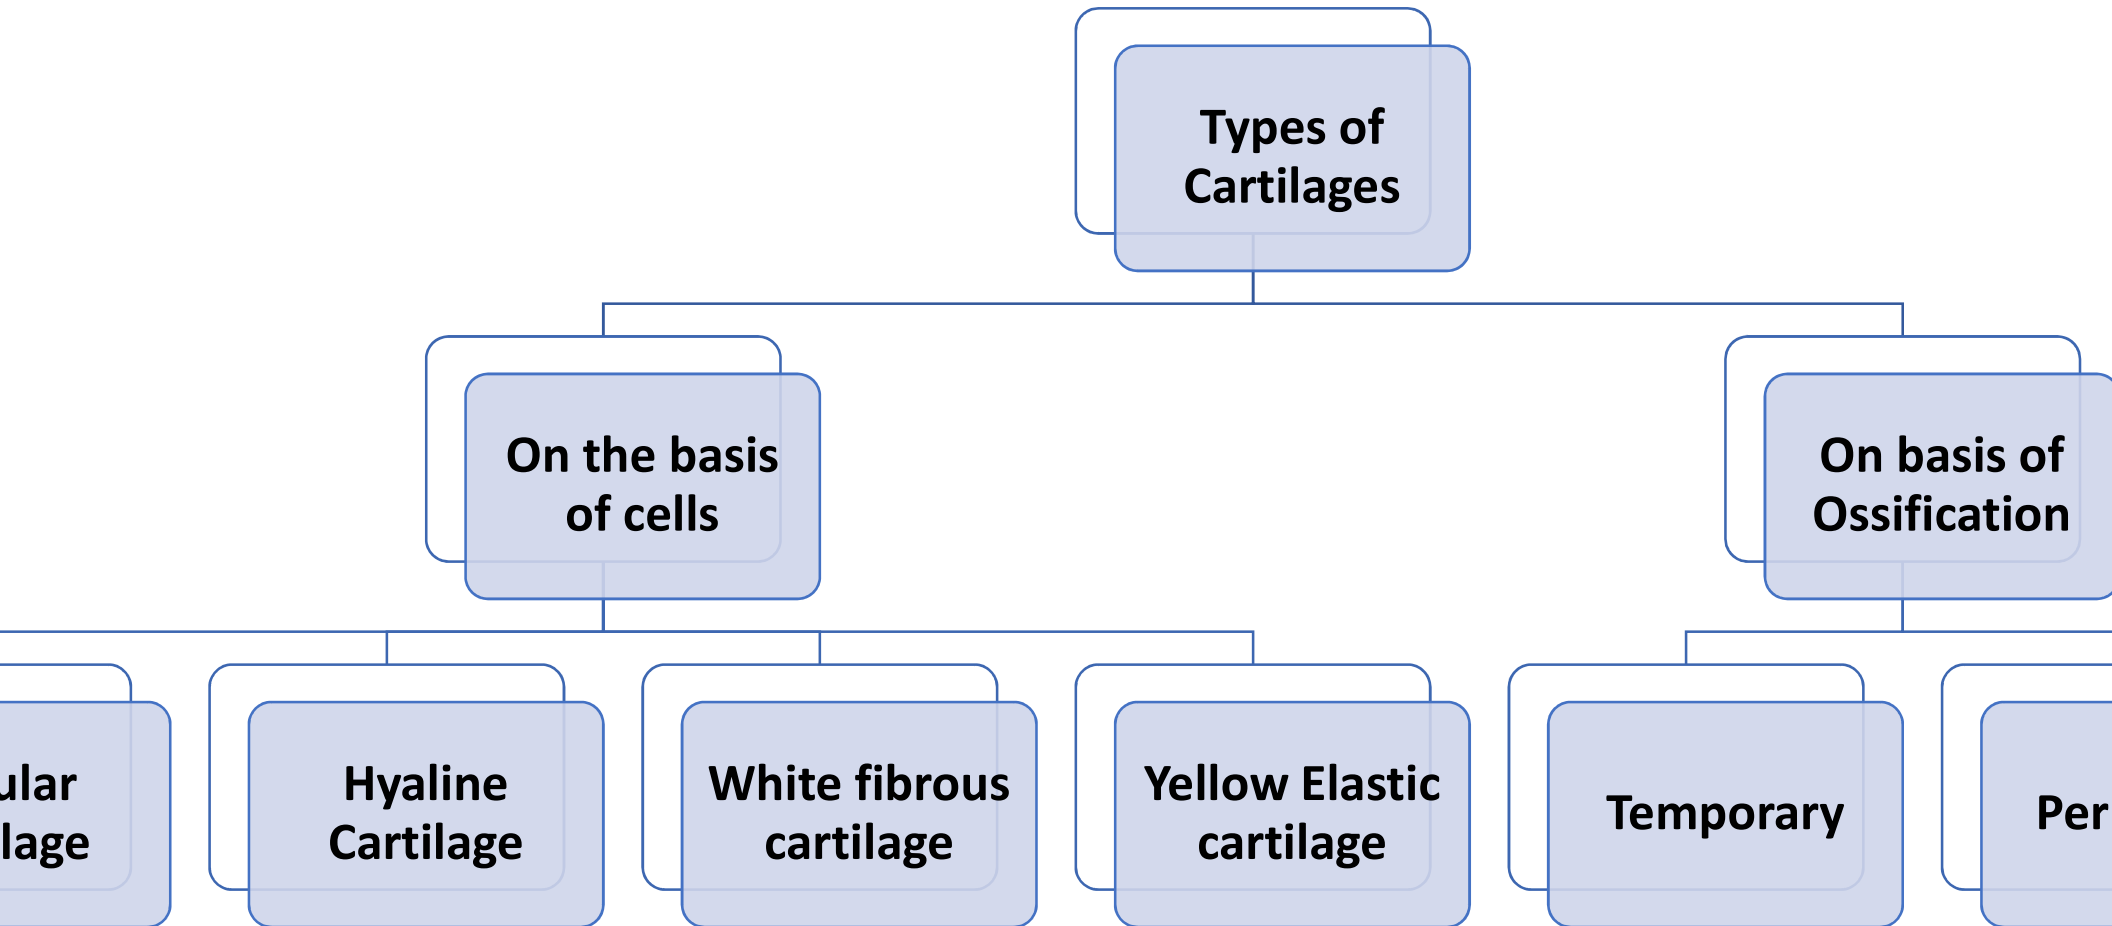 Types of
Cartilages
On the basis
of cells
On basis of
Ossification
Hyaline
Cartilage
White fibrous
cartilage
Yellow Elastic
cartilage
Temporary